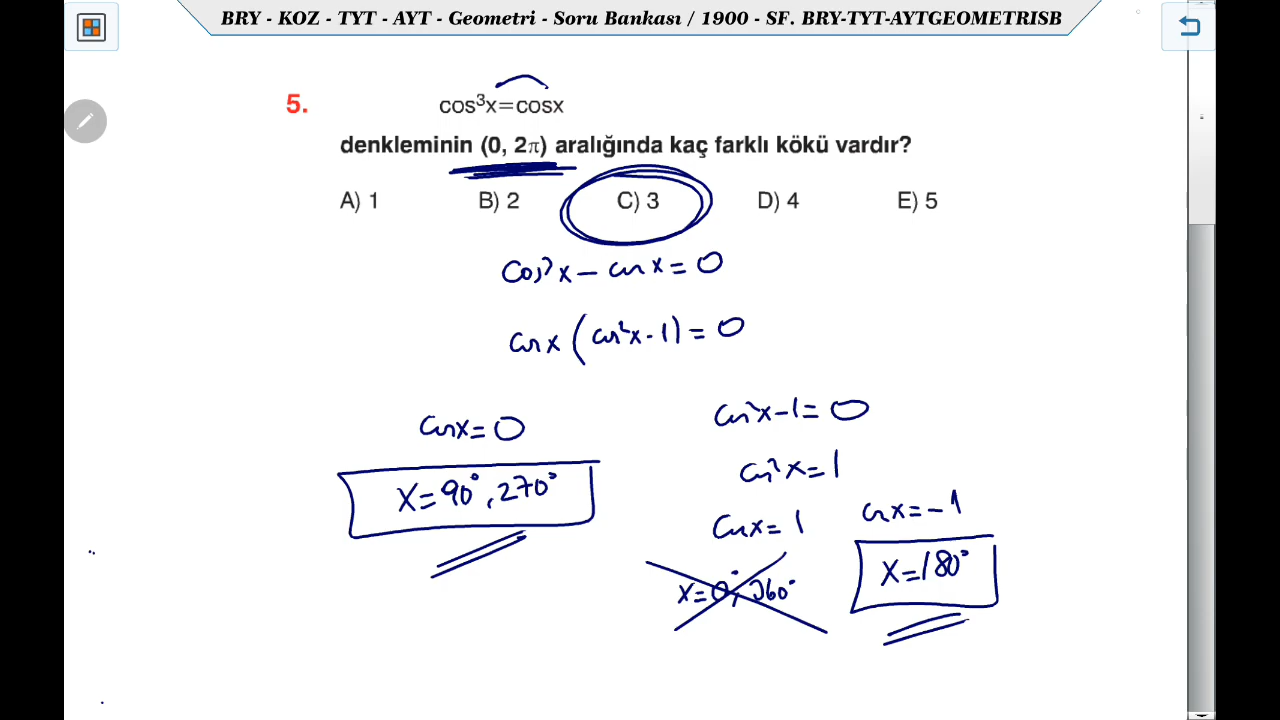 BRY - KOZ - TYT - AYT - Geometri - Soru Bankası / 1900 - SF. BRY-TYT-AYTGEOMETRISB
5. cos³x=cosx
denkleminin (0, 2π) aralığında kaç farklı kökü vardır?
A) 1 B) 2 C) 3 D) 4 E) 5
cos³x - cosx = 0
cosx (cos²x - 1) = 0
cosx = 0
cos²x - 1 = 0
cos²x = 1
x = 90°, 270°
cosx = 1 cosx = -1
x = 0°, 360° x = 180°